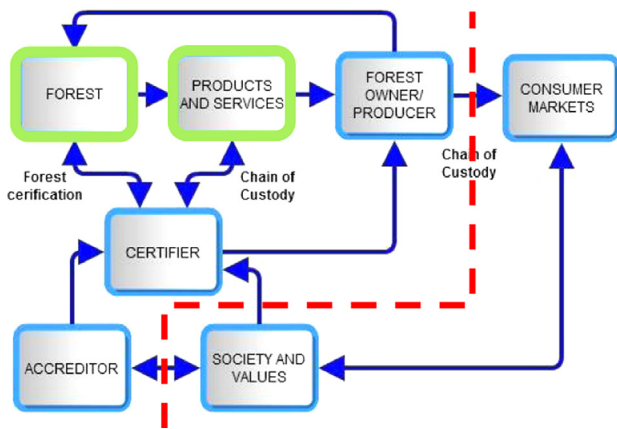 FOREST
PRODUCTS
AND SERVICES
FOREST
OWNER/
PRODUCER
CONSUMER
MARKETS
Forest
cerification
Chain of
Custody
Chain of
Custody
CERTIFIER
ACCREDITOR
SOCIETY AND
VALUES